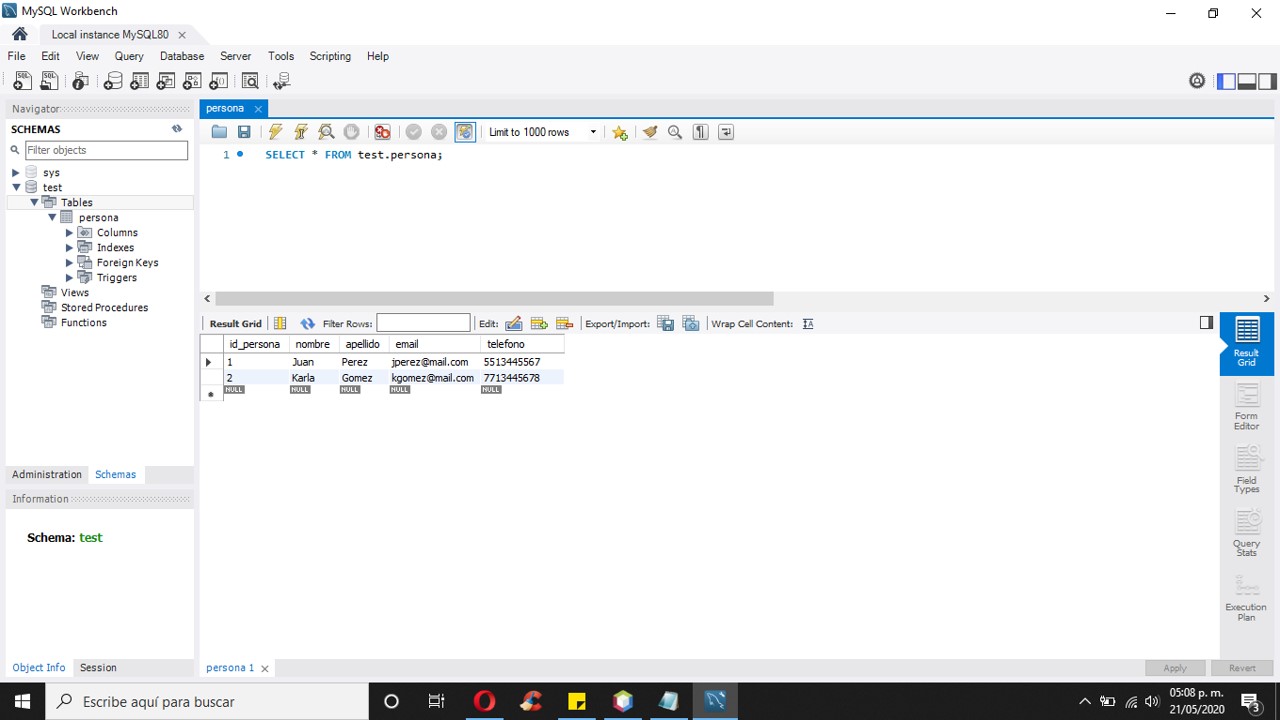 MySQL Workbench
Local instance MySQL80
File Edit View Query Database Server Tools Scripting Help
Navigator
SCHEMAS
Filter objects
sys
test
Tables
persona
Columns
Indexes
Foreign Keys
Triggers
Views
Stored Procedures
Functions
Administration Schemas
Information
Schema: test
Object Info Session
persona
Limit to 1000 rows
1 SELECT * FROM test.persona;
Result Grid Filter Rows: Edit: Export/Import: Wrap Cell Content:
id_persona nombre apellido email telefono
1 Juan Perez jperez@mail.com 5513445567
2 Karla Gomez kgomez@mail.com 7713445678
NULL NULL NULL NULL NULL
Result
Grid
Form
Editor
Field
Types
Query
Stats
Execution
Plan
persona 1
Apply Revert
Escribe aquí para buscar
05:08 p. m.
21/05/2020
3